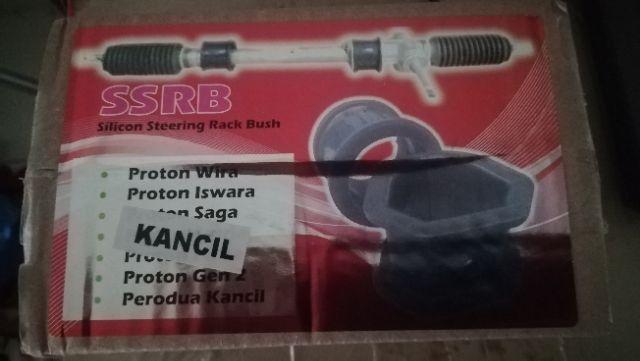 SSRB
Silicon Steering Rack Bush
Proton Wira
Proton Iswara
Saga
KANCIL
Proton Gen 2
Perodua Kancil